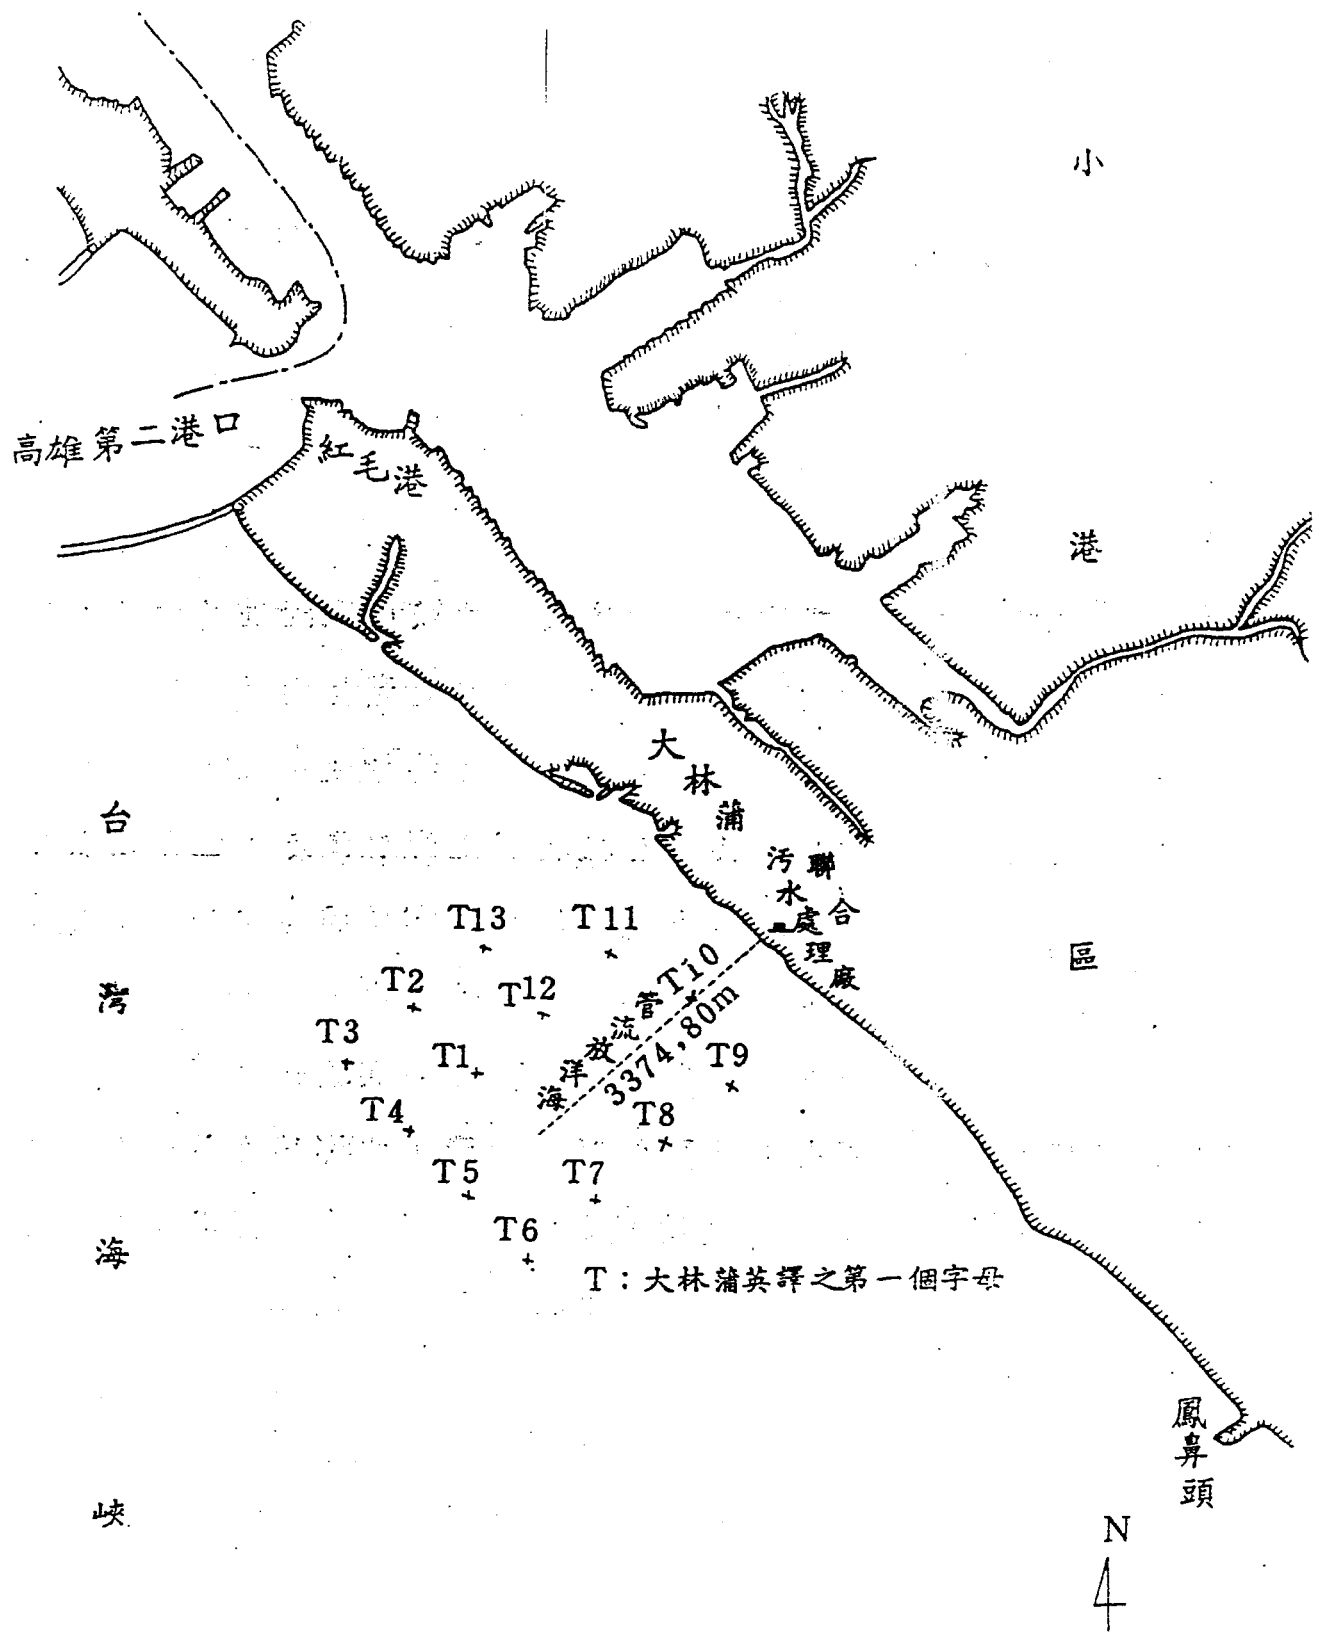 小
港
區
高雄第二港口
紅毛港
大林蒲
聯合
污水處理廠
台灣海峽
T13
T11
T2
T12
T10
T3
T1
T9
T4
T8
T5
T7
T6
海洋放流管
3374,80m
T：大林蒲英譯之第一個字母
鳳鼻頭
N